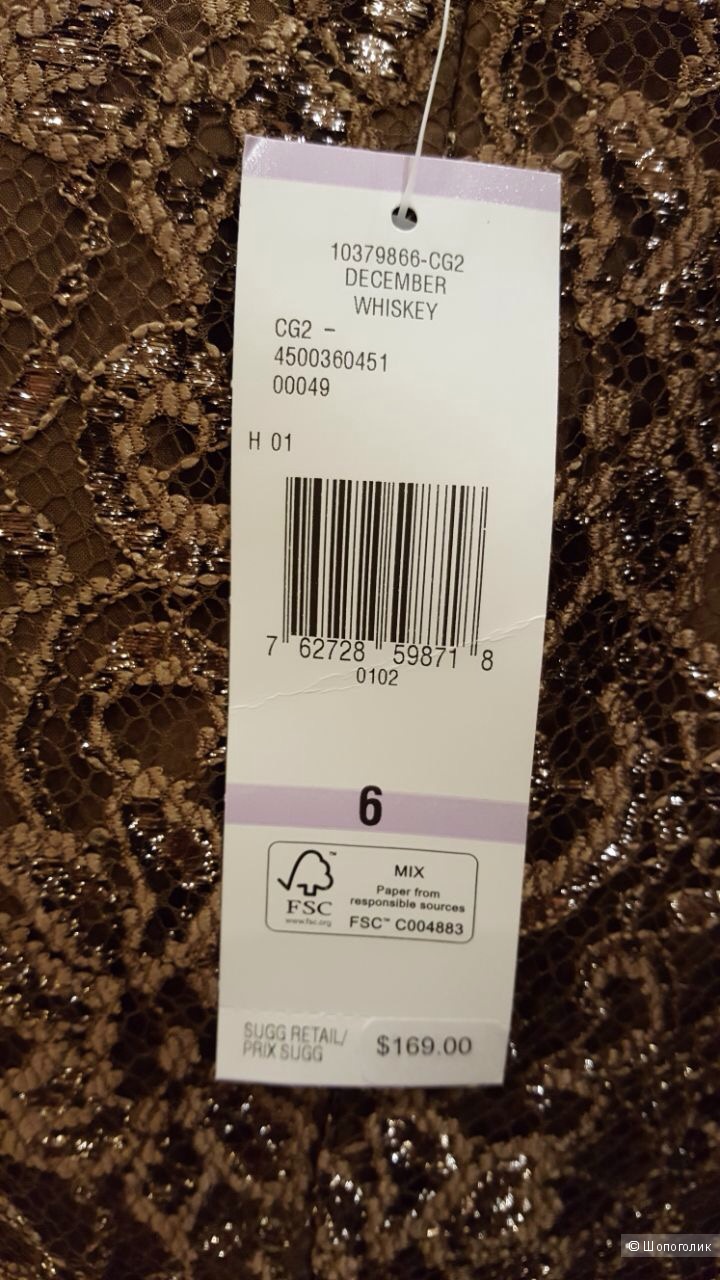 10379866-CG2
DECEMBER
WHISKEY
CG2 -
4500360451
00049
H 01
7 62728 59871 8
0102
6
FSC™
www.fsc.org
MIX
Paper from
responsible sources
FSC™ C004883
SUGG RETAIL/
PRIX SUGG
$169.00
© Шопоголик